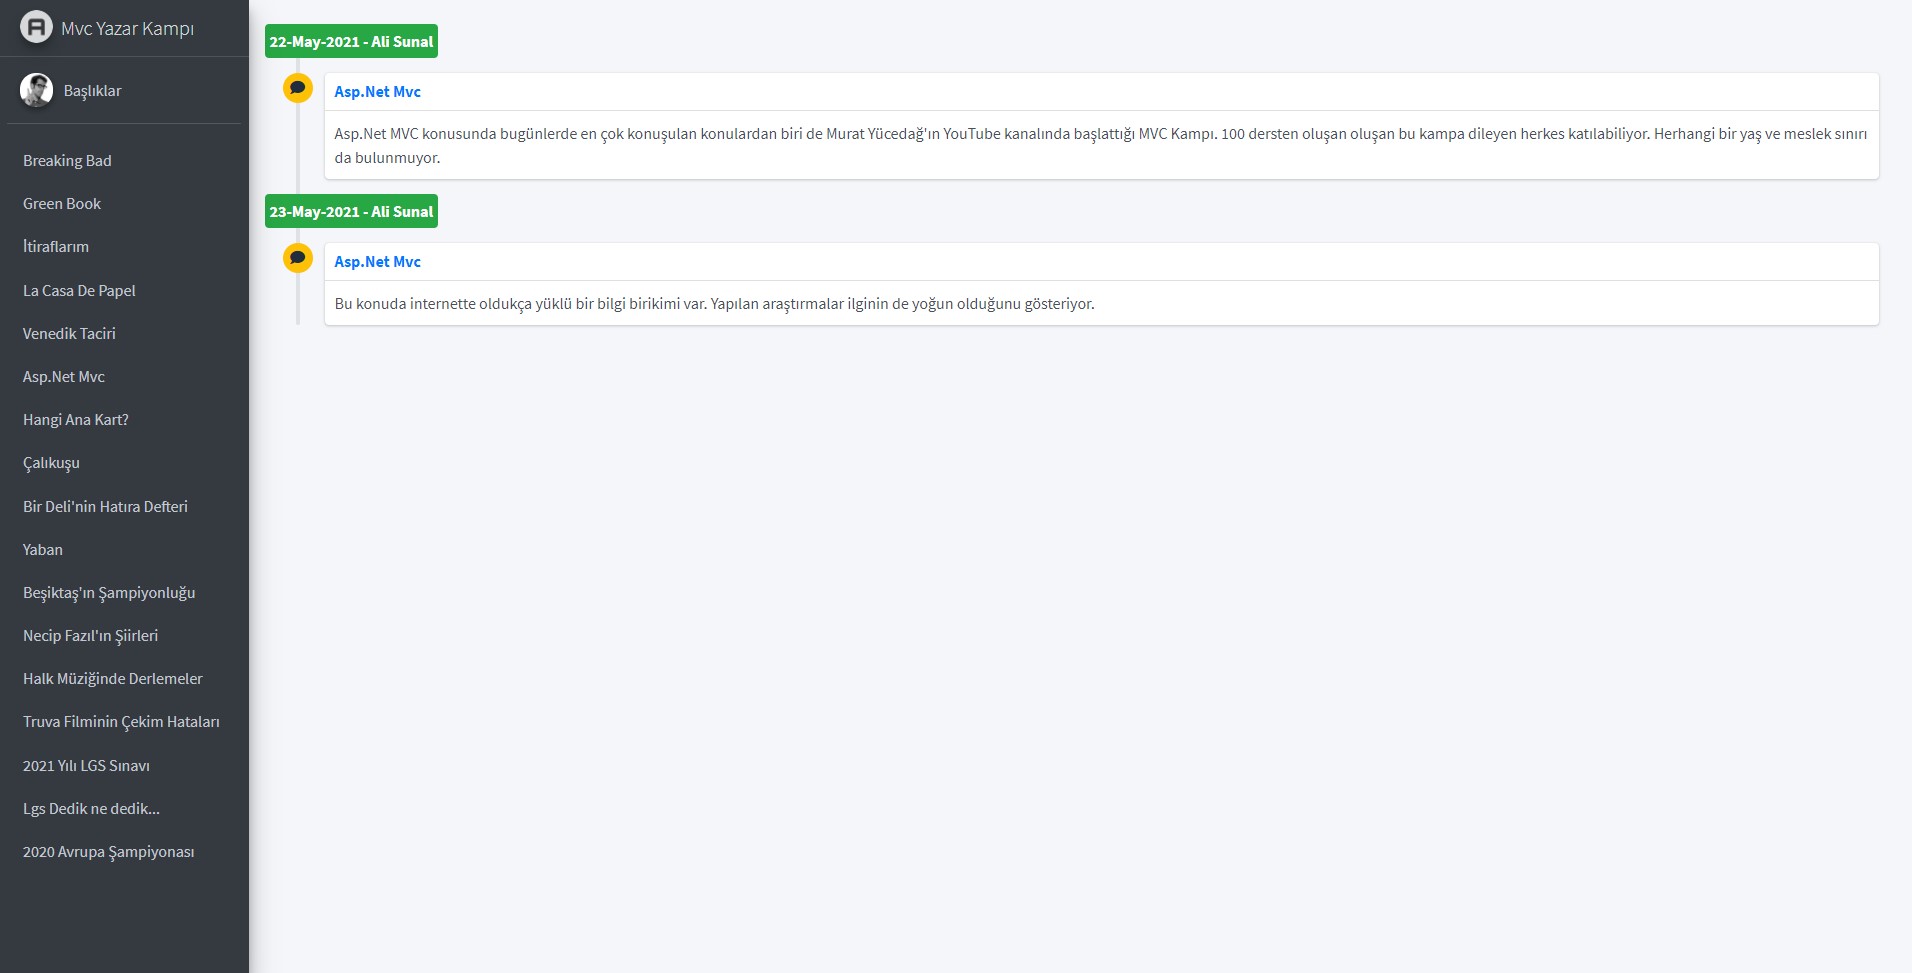 Mvc Yazar Kampı
Başlıklar
Breaking Bad
Green Book
İtiraflarım
La Casa De Papel
Venedik Taciri
Asp.Net Mvc
Hangi Ana Kart?
Çalıkuşu
Bir Deli'nin Hatıra Defteri
Yaban
Beşiktaş'ın Şampiyonluğu
Necip Fazıl'ın Şiirleri
Halk Müziğinde Derlemeler
Truva Filminin Çekim Hataları
2021 Yılı LGS Sınavı
Lgs Dedik ne dedik...
2020 Avrupa Şampiyonası
22-May-2021 - Ali Sunal
Asp.Net Mvc
Asp.Net MVC konusunda bugünlerde en çok konuşulan konulardan biri de Murat Yücedağ'ın YouTube kanalında başlattığı MVC Kampı. 100 dersten oluşan oluşan bu kampa dileyen herkes katılabiliyor. Herhangi bir yaş ve meslek sınırı
da bulunmuyor.
23-May-2021 - Ali Sunal
Asp.Net Mvc
Bu konuda internette oldukça yüklü bir bilgi birikimi var. Yapılan araştırmalar ilginin de yoğun olduğunu gösteriyor.